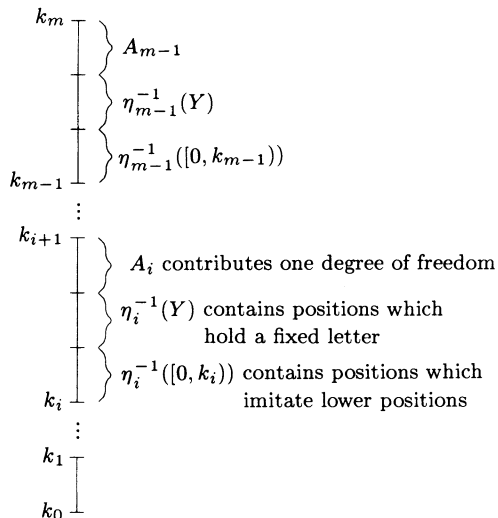 k_m
A_{m−1}
η_{m−1}^{−1}(Y)
η_{m−1}^{−1}([0, k_{m−1}))
k_{m−1}
⋮
k_{i+1}
A_i contributes one degree of freedom
η_i^{−1}(Y) contains positions which
hold a fixed letter
η_i^{−1}([0, k_i)) contains positions which
k_i
imitate lower positions
⋮
k_1
k_0